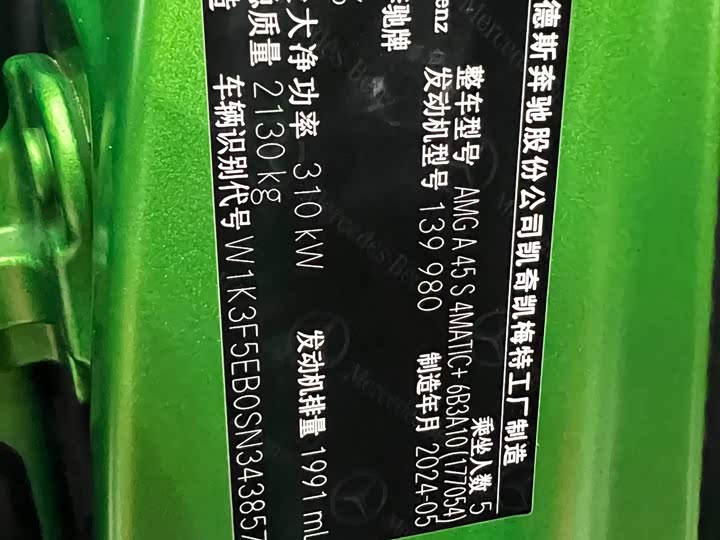 德斯奔驰股份公司凯奇凯梅特工厂制造
乘坐人数 5
整车型号 AMG A 45 S 4MATIC+ 6B3A10 (177054)
发动机型号 139 980 制造年月 2024-05
驰牌
大净功率 310 kW 发动机排量 1991 ml
质量 2130 kg
车辆识别代号 W1K3F5EB0SN343857